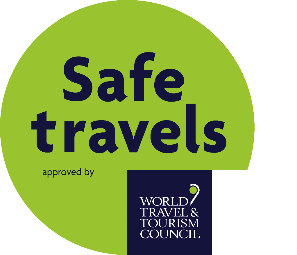 Safe
travels
approved by
WORLD
TRAVEL &
TOURISM
COUNCIL